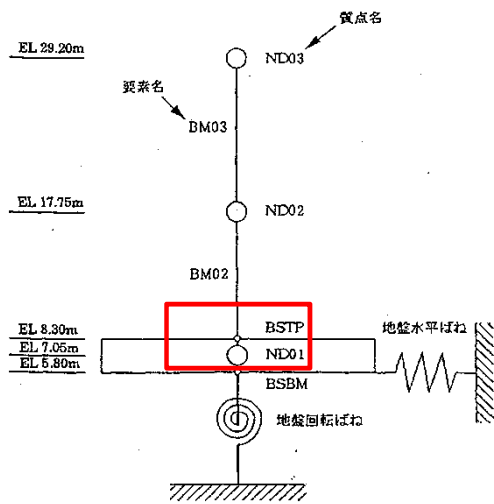 質点名
EL 29.20m
ND03
要素名
BM03
EL 17.75m
ND02
BM02
EL 8.30m
BSTP
地盤水平ばね
EL 7.05m
ND01
EL 5.80m
BSBM
地盤回転ばね